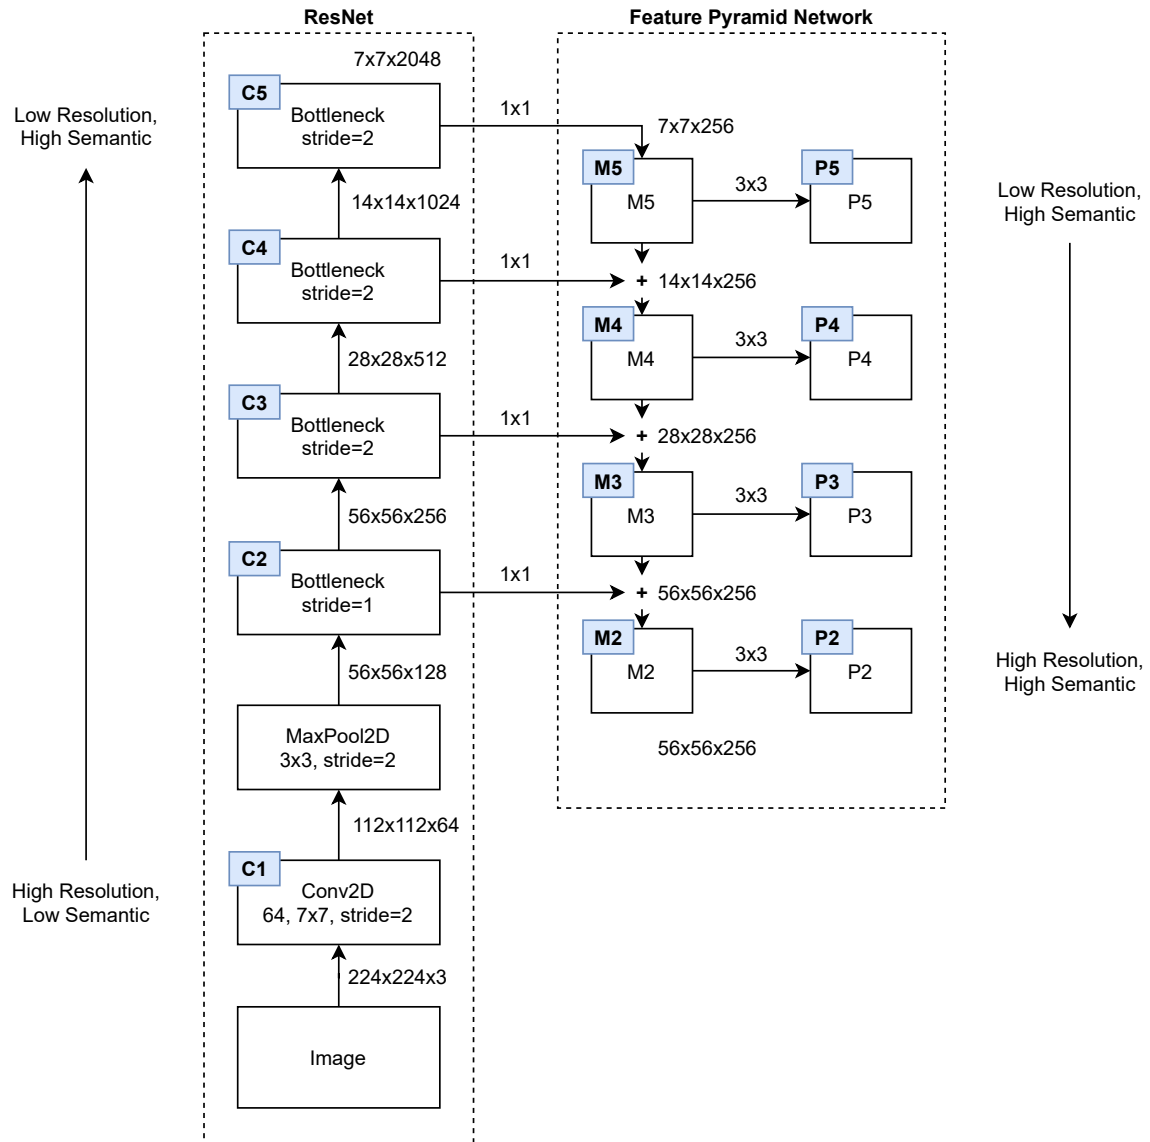 ResNet
Feature Pyramid Network
7x7x2048
C5
Bottleneck
stride=2
1x1
Low Resolution,
High Semantic
14x14x1024
C4
Bottleneck
stride=2
1x1
28x28x512
C3
Bottleneck
stride=2
1x1
56x56x256
C2
Bottleneck
stride=1
1x1
56x56x128
MaxPool2D
3x3, stride=2
112x112x64
C1
Conv2D
64, 7x7, stride=2
High Resolution,
Low Semantic
224x224x3
Image
7x7x256
M5
M5
3x3
P5
P5
+ 14x14x256
M4
M4
3x3
P4
P4
+ 28x28x256
M3
M3
3x3
P3
P3
+ 56x56x256
M2
M2
3x3
P2
P2
56x56x256
Low Resolution,
High Semantic
High Resolution,
High Semantic